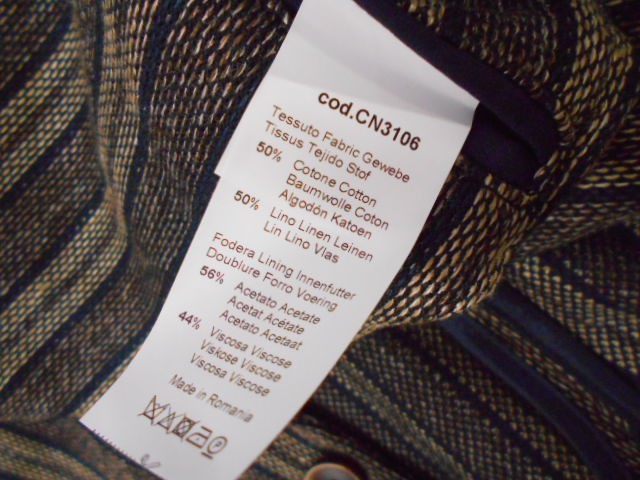 cod.CN3106
Tessuto Fabric Gewebe
Tissus Tejido Stof
50% Cotone Cotton
Baumwolle Coton
Algodón Katoen
50% Lino Linen Leinen
Lin Lino Vlas
Fodera Lining Innenfutter
Doublure Forro Voering
56% Acetato Acetate
Acetat Acétate
Acetato Acetaat
44% Viscosa Viscose
Viskose Viscose
Viscosa Viscose
Made in Romania
P